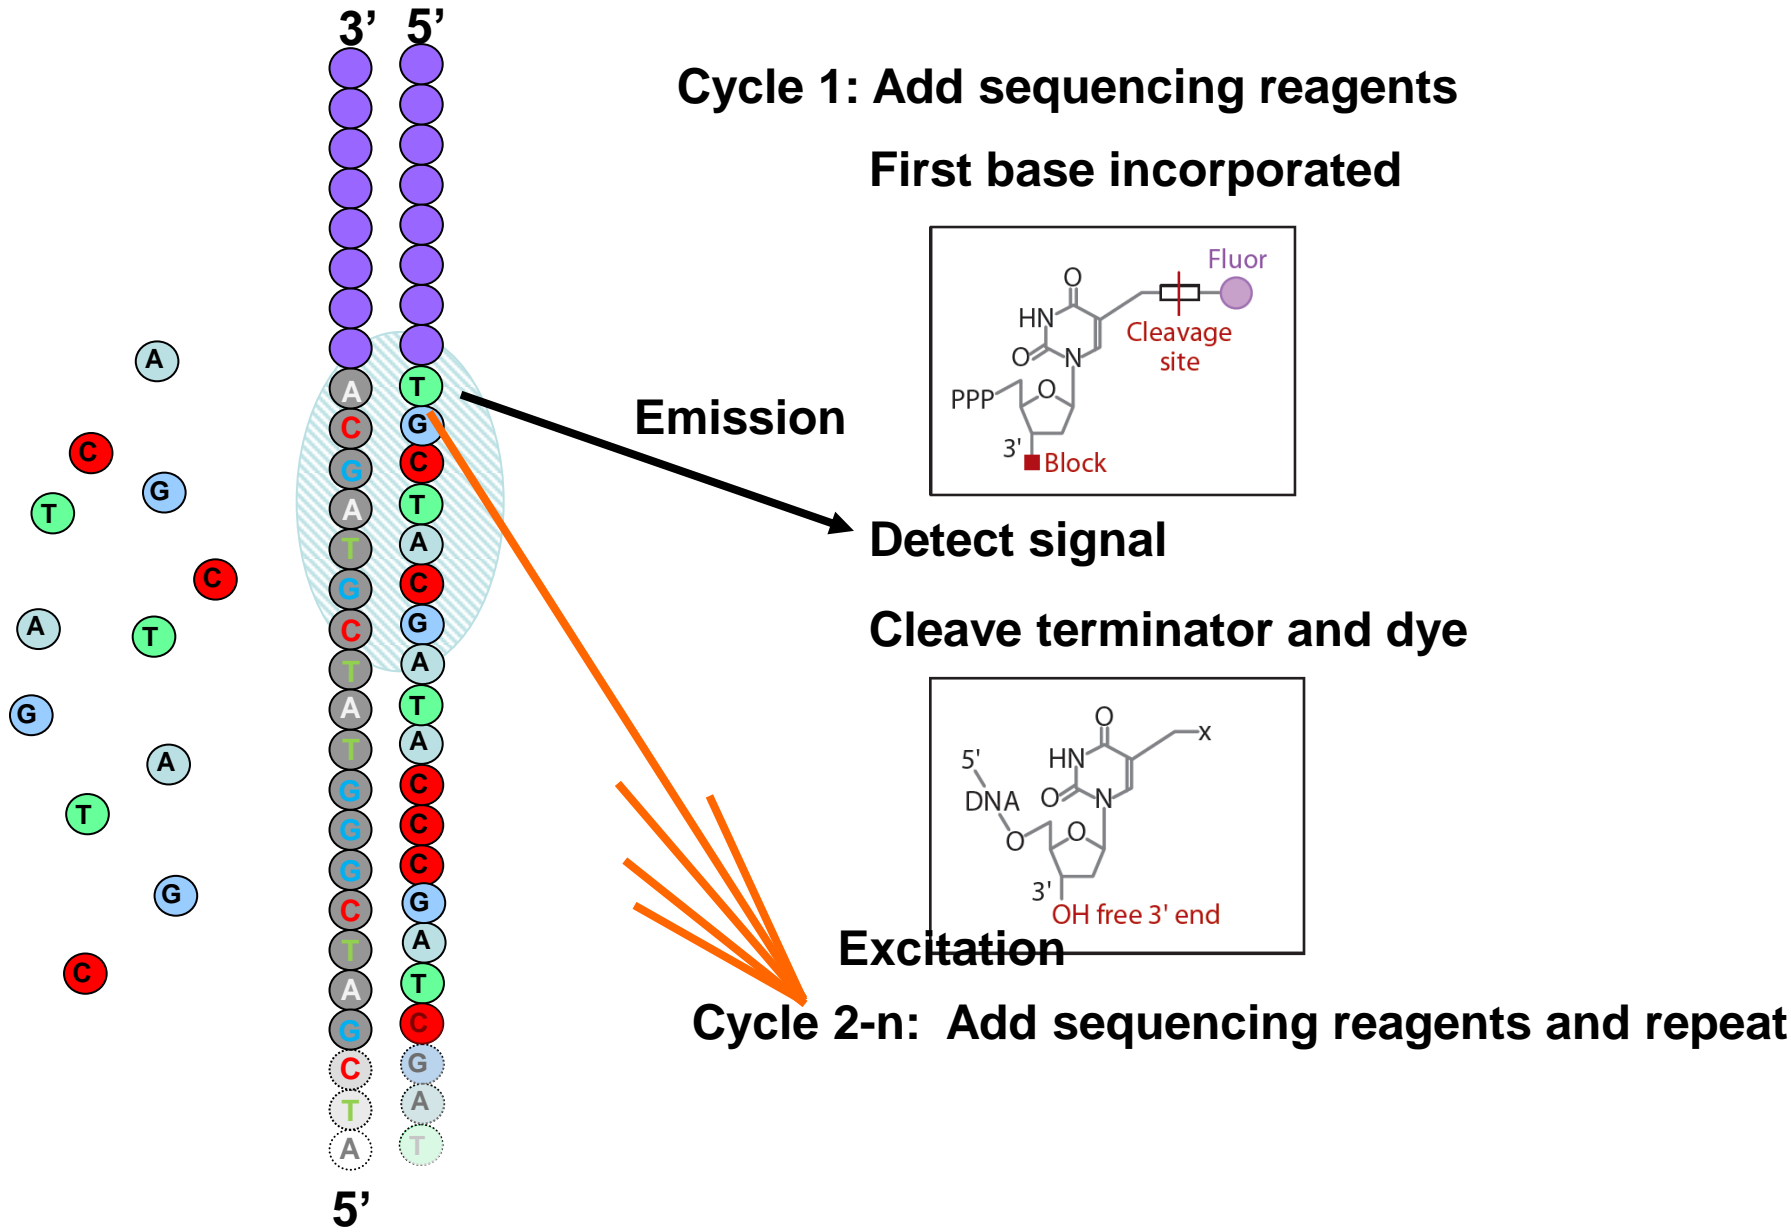 3’ 5’
Cycle 1: Add sequencing reagents
First base incorporated
Fluor
O
HN
Cleavage
site
O
N
PPP
O
3'
Block
Emission
Detect signal
Cleave terminator and dye
O
x
5'
HN
DNA
O
N
O
O
3'
OH free 3' end
Excitation
Cycle 2-n: Add sequencing reagents and repeat
A
C
G
T
C
A
T
G
A
T
G
C
A T
C G
G C
A T
T A
G C
C G
T A
A T
T A
G C
G C
G C
C G
T A
A T
G C
C G
T A
A T
5’